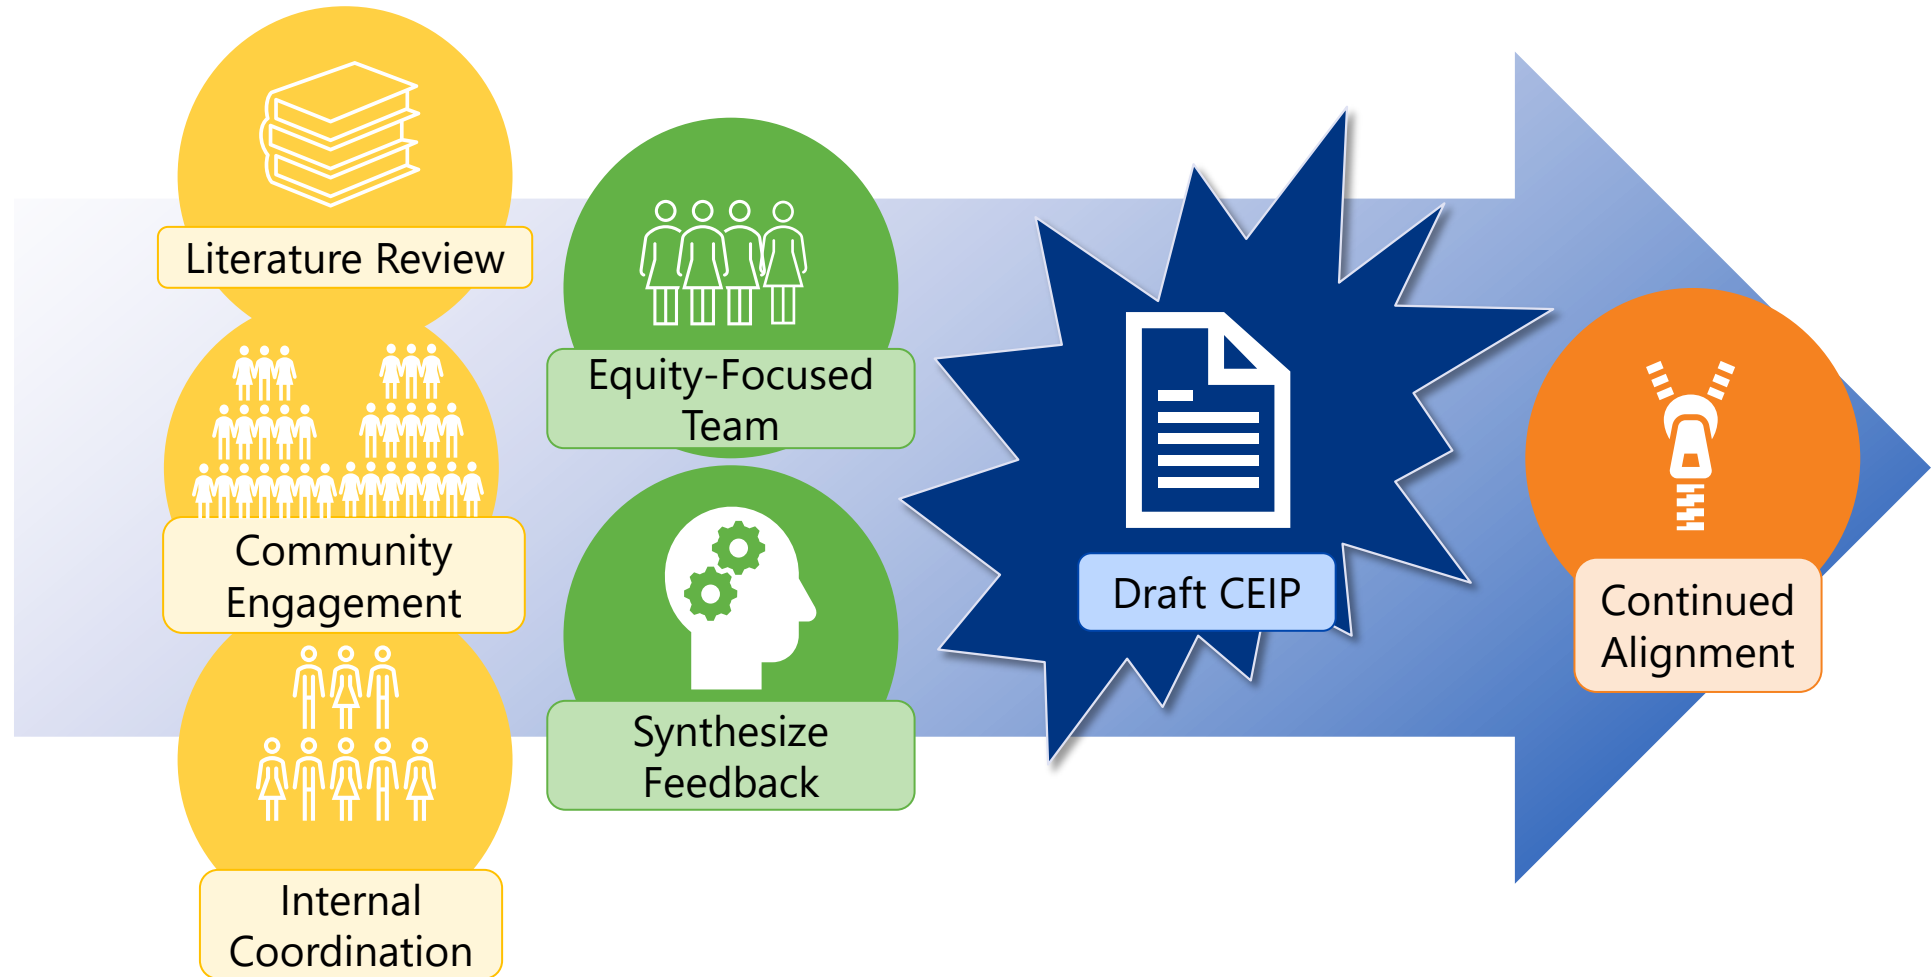 Literature Review
Community
Engagement
Internal
Coordination
Equity-Focused
Team
Synthesize
Feedback
Draft CEIP
Continued
Alignment